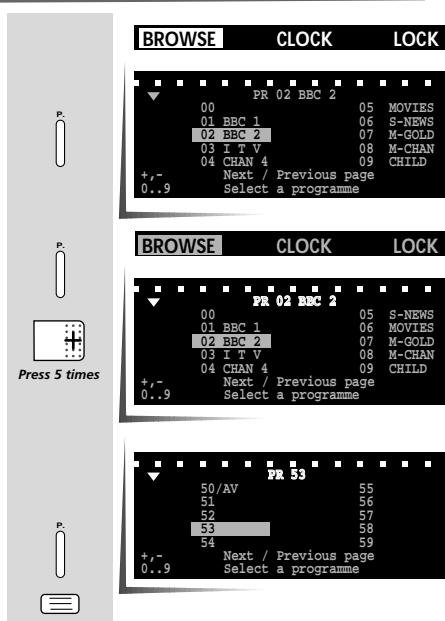 BROWSE CLOCK LOCK
P.
PR 02 BBC 2
00 05 MOVIES
01 BBC 1 06 S-NEWS
02 BBC 2 07 M-GOLD
03 I T V 08 M-CHAN
04 CHAN 4 09 CHILD
+,- Next / Previous page
0..9 Select a programme
BROWSE CLOCK LOCK
P.
PR 02 BBC 2
00 05 S-NEWS
01 BBC 1 06 MOVIES
02 BBC 2 07 M-GOLD
03 I T V 08 M-CHAN
04 CHAN 4 09 CHILD
+,- Next / Previous page
0..9 Select a programme
+
Press 5 times
PR 53
50/AV 55
51 56
52 57
53 58
54 59
+,- Next / Previous page
0..9 Select a programme
P.